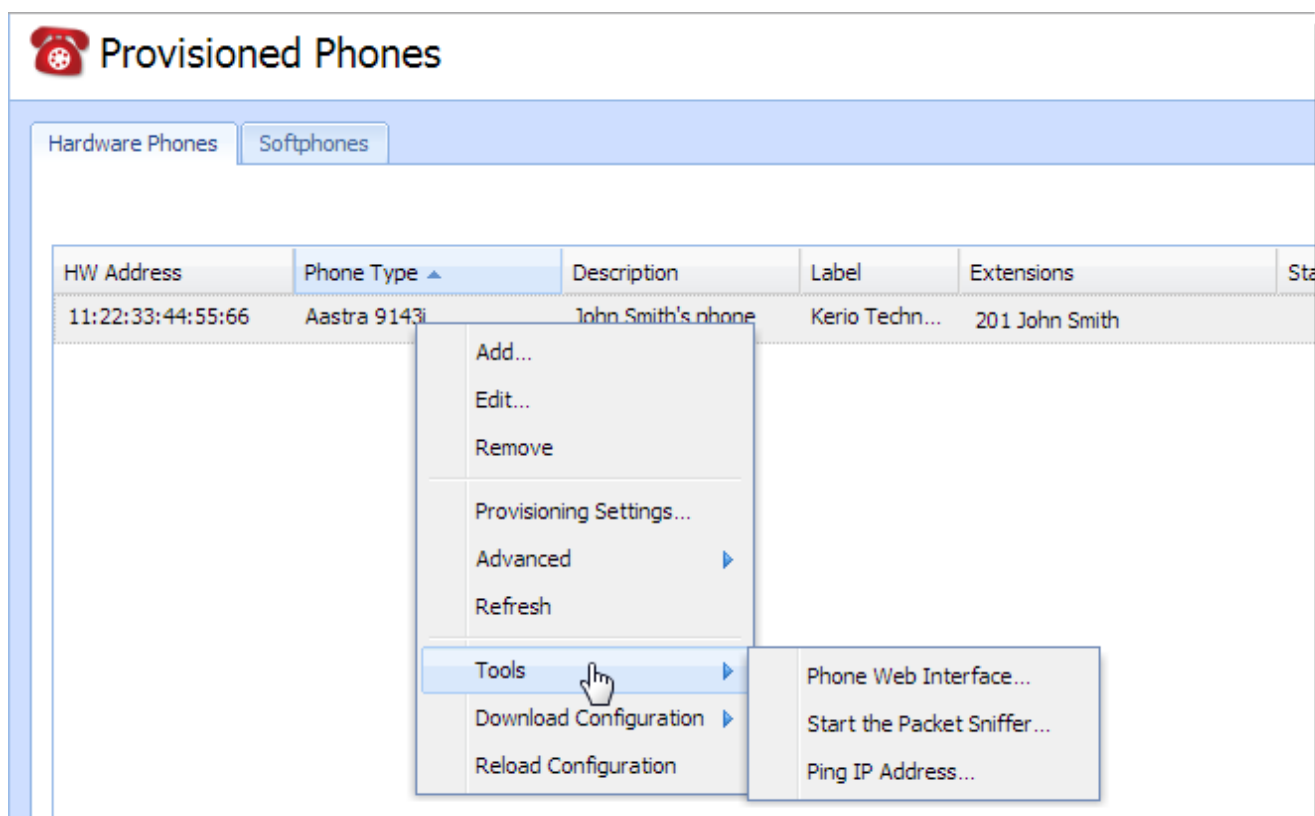 Provisioned Phones
Hardware Phones Softphones
HW Address Phone Type Description Label Extensions Sta
11:22:33:44:55:66 Aastra 9143i John Smith's phone Kerio Techn... 201 John Smith
Add...
Edit...
Remove
Provisioning Settings...
Advanced
Refresh
Tools
Phone Web Interface...
Download Configuration
Start the Packet Sniffer...
Reload Configuration
Ping IP Address...